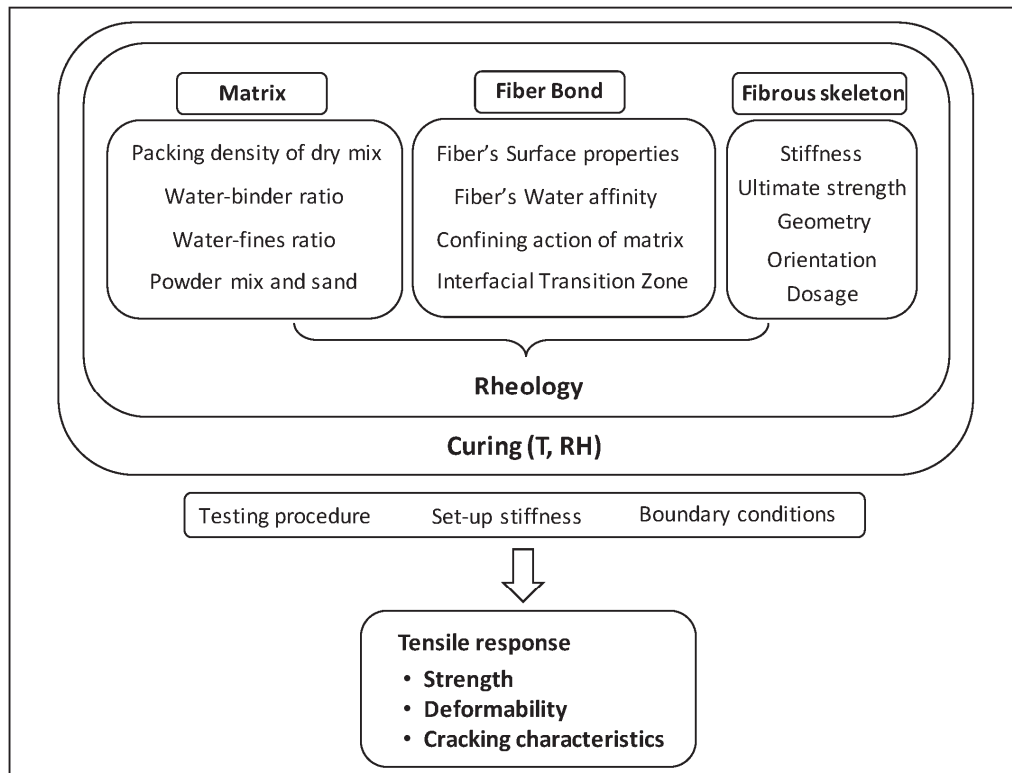 Matrix
Packing density of dry mix
Water-binder ratio
Water-fines ratio
Powder mix and sand
Fiber Bond
Fiber’s Surface properties
Fiber’s Water affinity
Confining action of matrix
Interfacial Transition Zone
Fibrous skeleton
Stiffness
Ultimate strength
Geometry
Orientation
Dosage
Rheology
Curing (T, RH)
Testing procedure Set-up stiffness Boundary conditions
Tensile response
• Strength
• Deformability
• Cracking characteristics